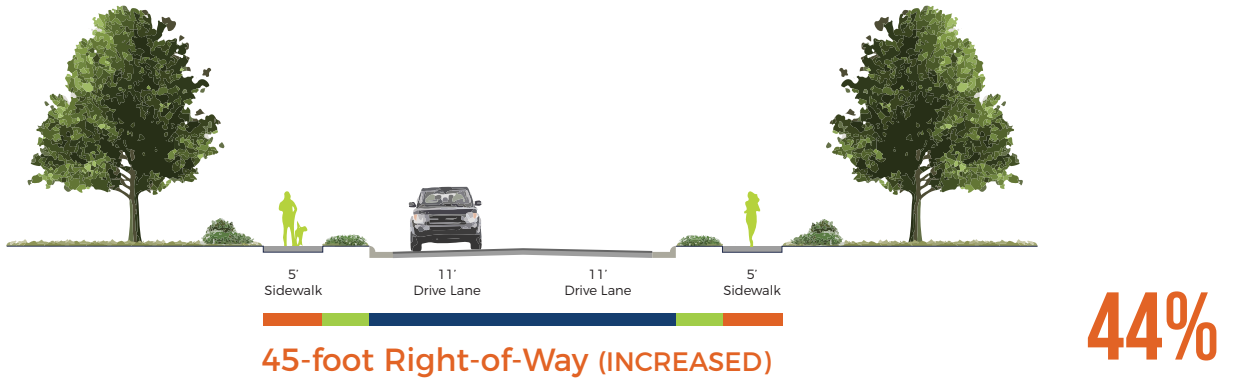 5' 11' 11' 5'
Sidewalk Drive Lane Drive Lane Sidewalk
45-foot Right-of-Way (INCREASED)
44%